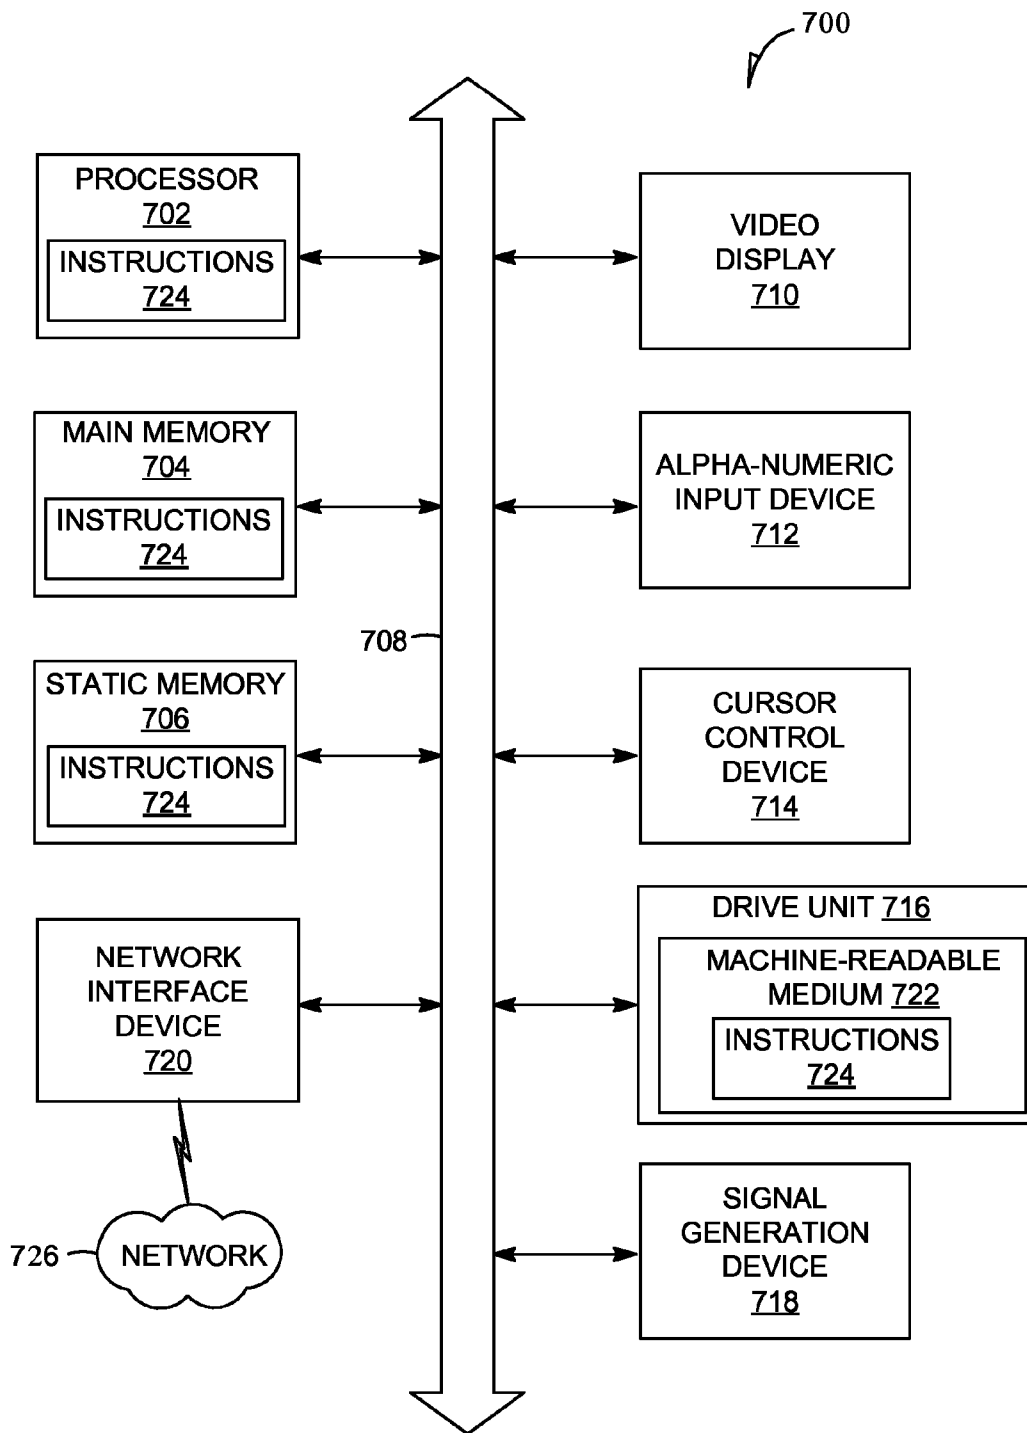 700
PROCESSOR
702
INSTRUCTIONS
724
MAIN MEMORY
704
INSTRUCTIONS
724
708
STATIC MEMORY
706
INSTRUCTIONS
724
NETWORK
INTERFACE
DEVICE
720
726
NETWORK
VIDEO
DISPLAY
710
ALPHA-NUMERIC
INPUT DEVICE
712
CURSOR
CONTROL
DEVICE
714
DRIVE UNIT 716
MACHINE-READABLE
MEDIUM 722
INSTRUCTIONS
724
SIGNAL
GENERATION
DEVICE
718